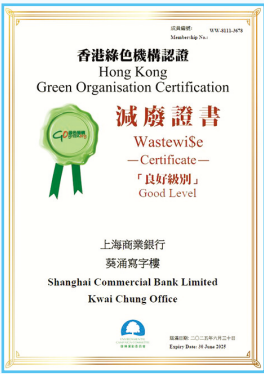 成員編號:
Membership No.: WW-8111-3678
香港綠色機構認證
Hong Kong
Green Organisation Certification
減廢證書
Wastewi$e
—Certificate—
「良好級別」
Good Level
上海商業銀行
葵涌寫字樓
Shanghai Commercial Bank Limited
Kwai Chung Office
屆滿日期: 二〇二五年六月三十日
Expiry Date: 30 June 2025